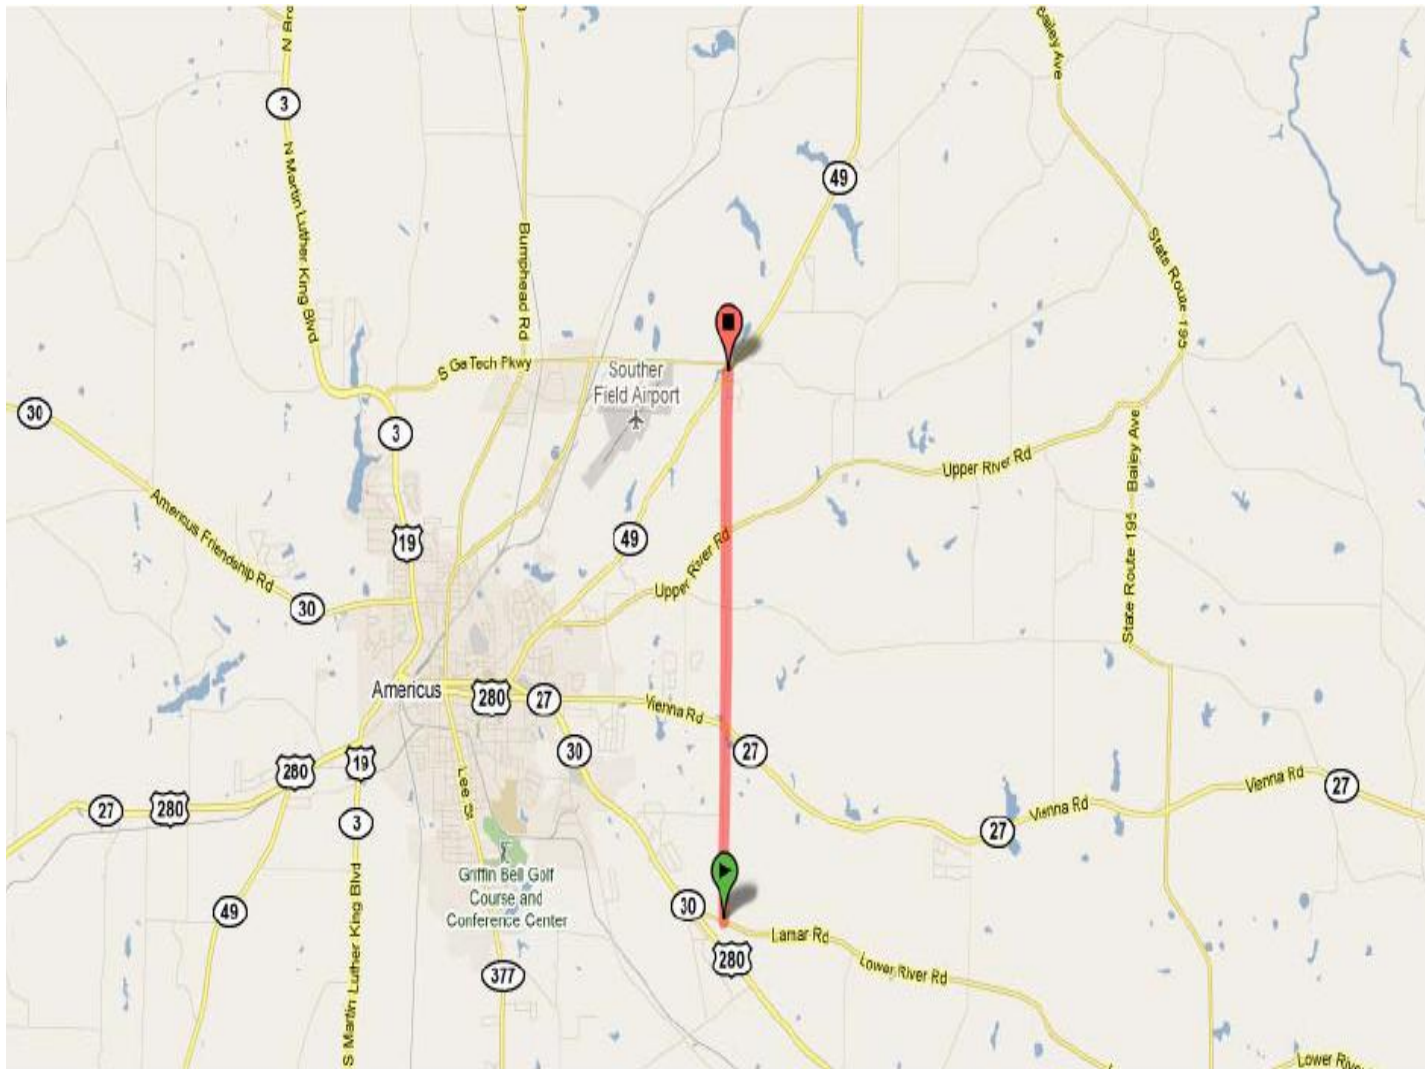 N Bro
Bailey Ave
3
N Martin Luther King Blvd
49
Bumphead Rd
State Route 195
S Ga Tech Pkwy
Souther
Field Airport
30
3
Upper River Rd
State Route 195 Bailey Ave
Americus Friendship Rd
49
19
Upper River Rd
30
Americus
280
27
Vienna Rd
30
27
280
19
Lee St
27
280
3
Vienna Rd
27
Vienna Rd
27
Griffin Bell Golf
Course and
Conference Center
49
30
Lamar Rd
280
Lower River Rd
377
S Martin Luther King Blvd
Lower River